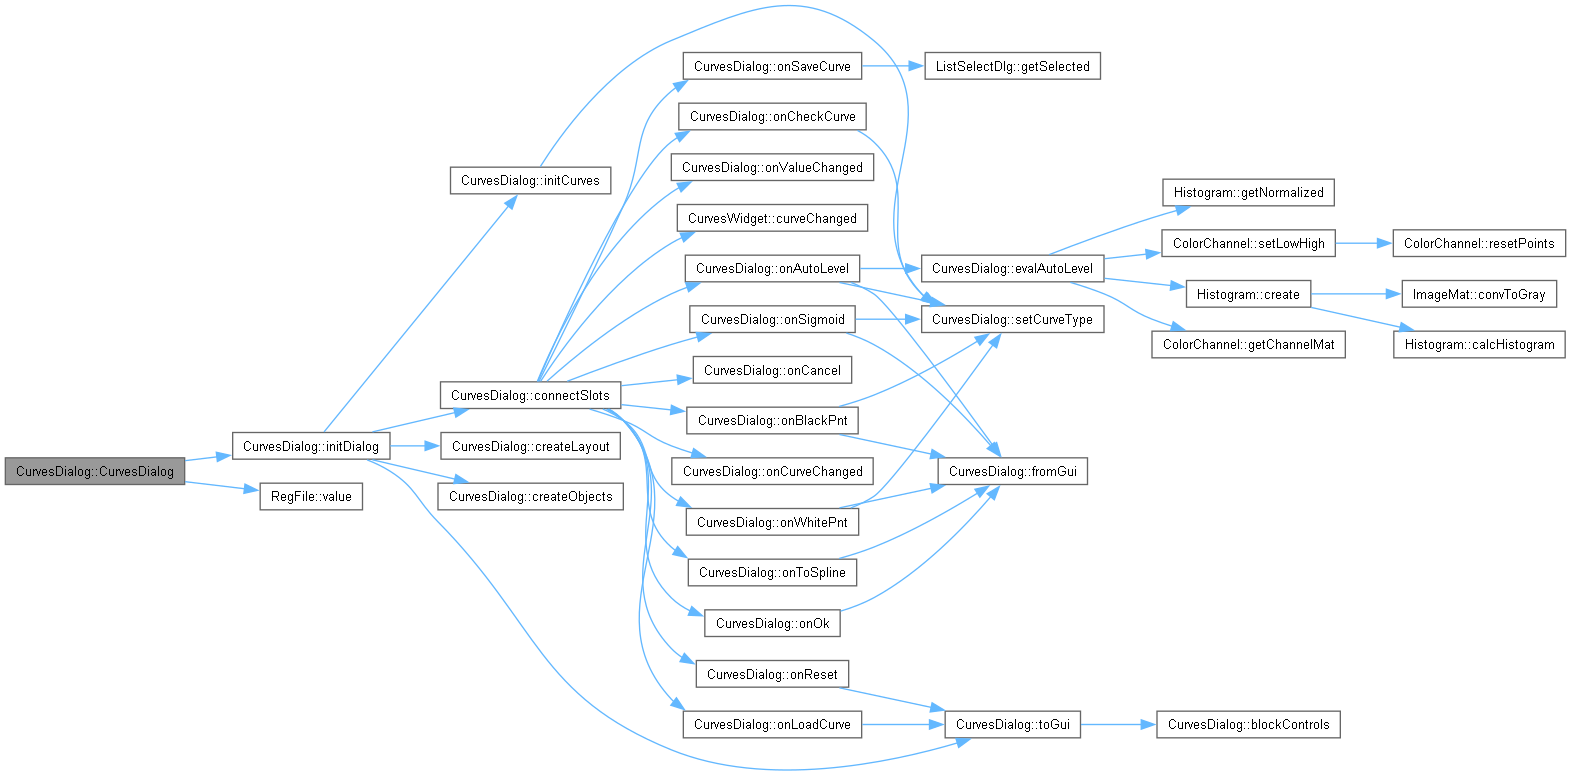 CurvesDialog::CurvesDialog
CurvesDialog::initDialog
RegFile::value
CurvesDialog::initCurves
CurvesDialog::connectSlots
CurvesDialog::createLayout
CurvesDialog::createObjects
CurvesDialog::onSaveCurve
CurvesDialog::onCheckCurve
CurvesDialog::onValueChanged
CurvesWidget::curveChanged
CurvesDialog::onAutoLevel
CurvesDialog::onSigmoid
CurvesDialog::onCancel
CurvesDialog::onBlackPnt
CurvesDialog::onCurveChanged
CurvesDialog::onWhitePnt
CurvesDialog::onToSpline
CurvesDialog::onOk
CurvesDialog::onReset
CurvesDialog::onLoadCurve
ListSelectDlg::getSelected
CurvesDialog::evalAutoLevel
CurvesDialog::setCurveType
CurvesDialog::fromGui
CurvesDialog::toGui
Histogram::getNormalized
ColorChannel::setLowHigh
Histogram::create
ColorChannel::getChannelMat
CurvesDialog::blockControls
ColorChannel::resetPoints
ImageMat::convToGray
Histogram::calcHistogram